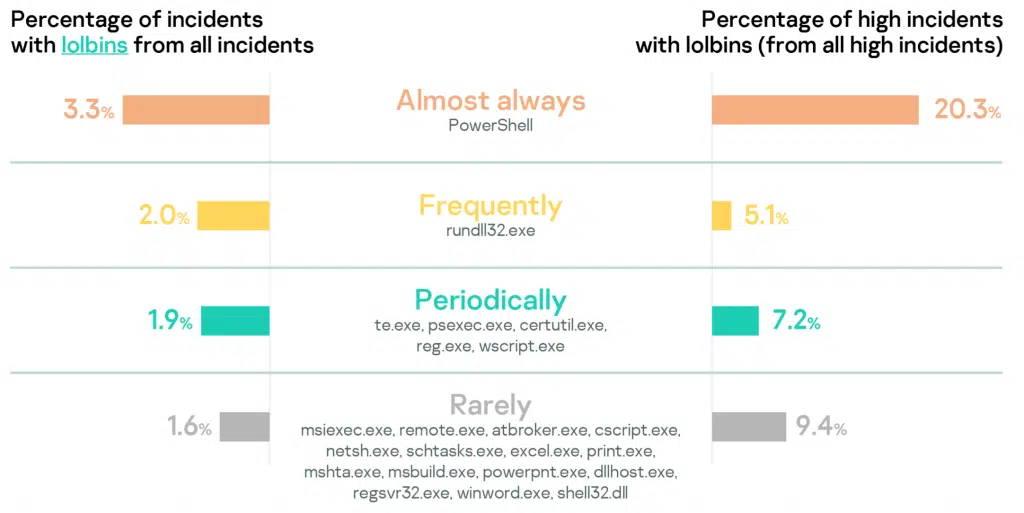 Percentage of incidents
with lolbins from all incidents
Percentage of high incidents
with lolbins (from all high incidents)
3.3%
Almost always
PowerShell
20.3%
2.0%
Frequently
rundll32.exe
5.1%
1.9%
Periodically
te.exe, psexec.exe, certutil.exe,
reg.exe, wscript.exe
7.2%
1.6%
Rarely
msiexec.exe, remote.exe, atbroker.exe, cscript.exe,
netsh.exe, schtasks.exe, excel.exe, print.exe,
mshta.exe, msbuild.exe, powerpnt.exe, dllhost.exe,
regsvr32.exe, winword.exe, shell32.dll
9.4%